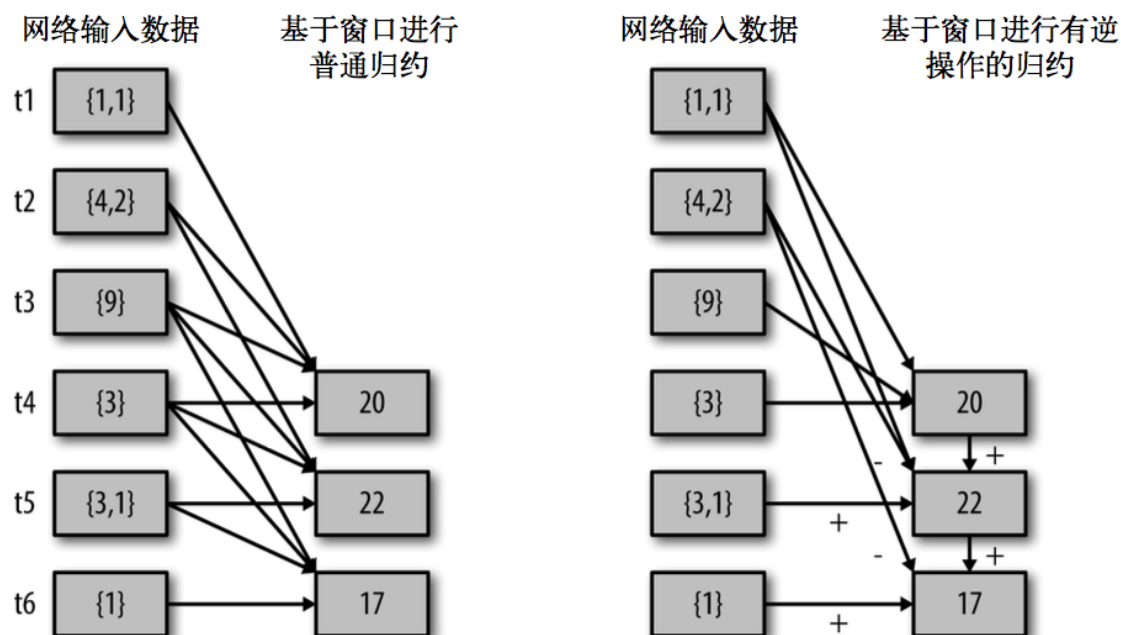 网络输入数据
基于窗口进行
普通归约
t1 {1,1}
t2 {4,2}
t3 {9}
t4 {3} 20
t5 {3,1} 22
t6 {1} 17
网络输入数据
基于窗口进行有逆
操作的归约
{1,1}
{4,2}
{9}
{3} 20
- +
{3,1} 22
+
- +
{1} 17
+